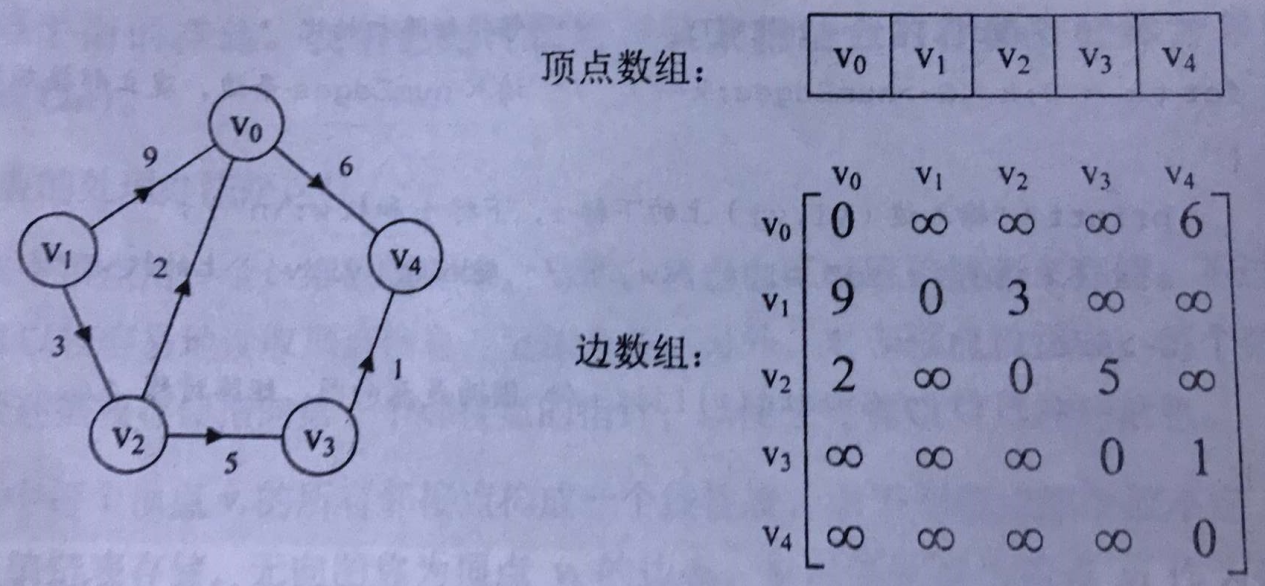 顶点数组: v₀ v₁ v₂ v₃ v₄
v₀
9 6
v₁ 2 v₄
3 1
v₂ 5 v₃
边数组:
v₀ v₁ v₂ v₃ v₄
v₀ 0 ∞ ∞ ∞ 6
v₁ 9 0 3 ∞ ∞
v₂ 2 ∞ 0 5 ∞
v₃ ∞ ∞ ∞ 0 1
v₄ ∞ ∞ ∞ ∞ 0